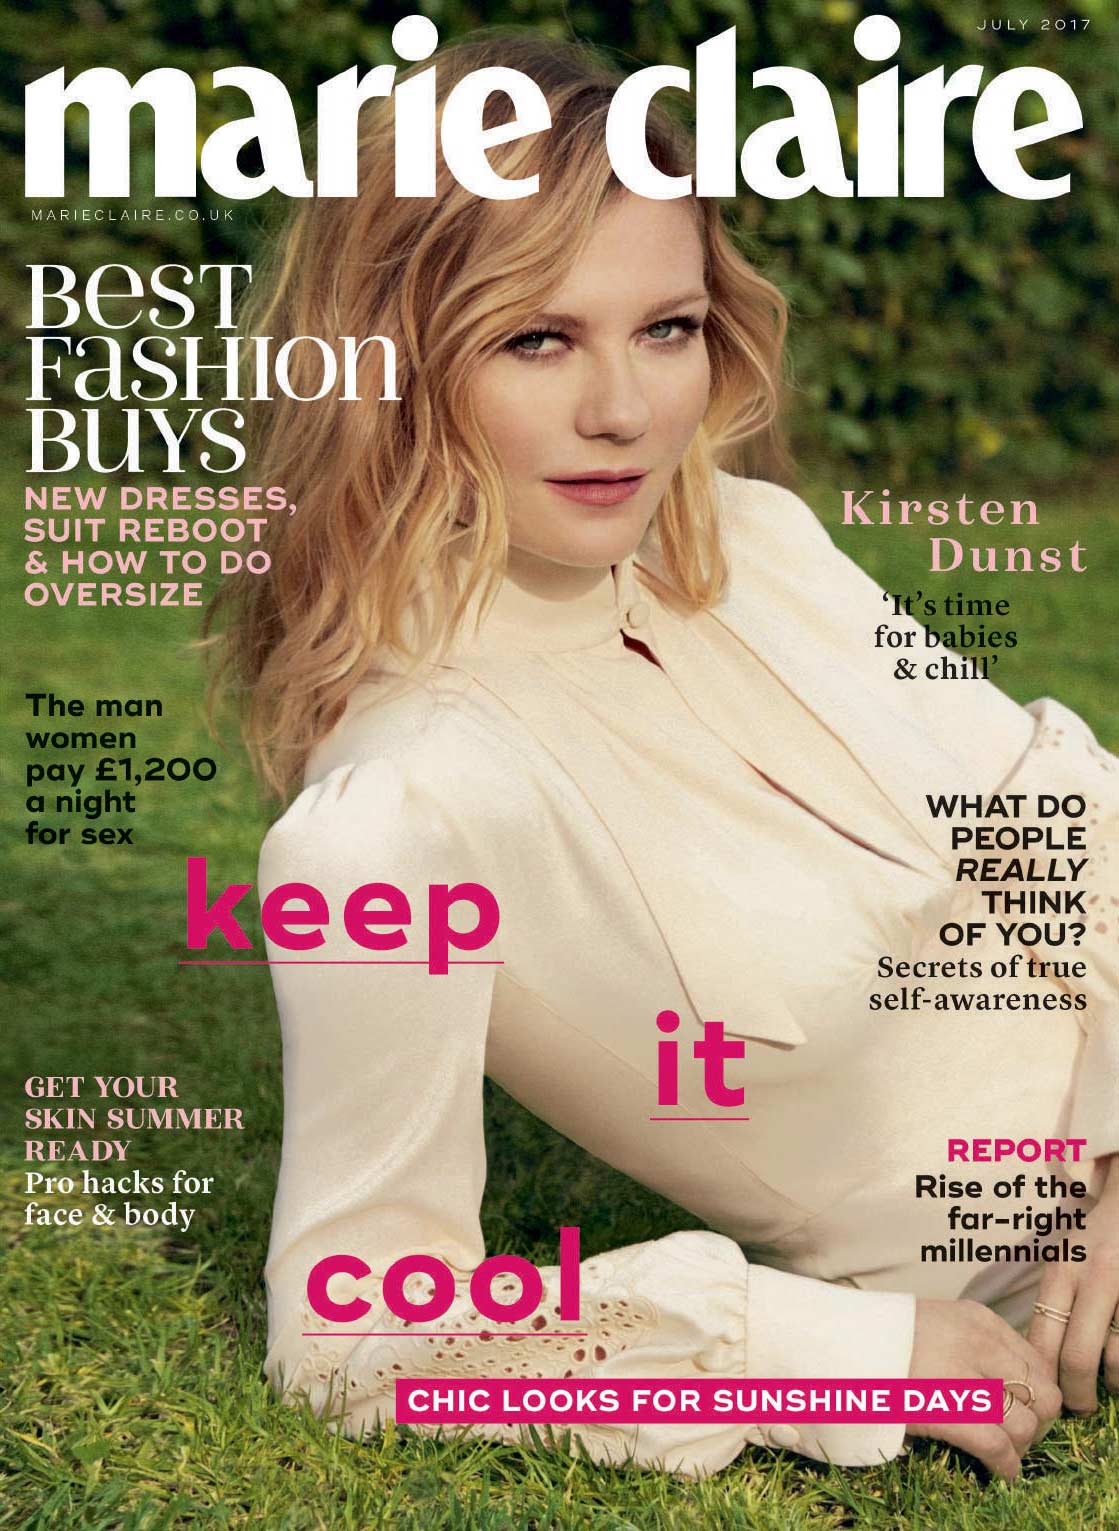 JULY 2017
marie claire
MARIECLAIRE.CO.UK
BEST
FASHION
BUYS
NEW DRESSES,
SUIT REBOOT
& HOW TO DO
OVERSIZE
The man
women
pay £1,200
a night
for sex
Kirsten
Dunst
‘It’s time
for babies
& chill’
WHAT DO
PEOPLE
REALLY
THINK
OF YOU?
Secrets of true
self-awareness
keep
it
cool
GET YOUR
SKIN SUMMER
READY
Pro hacks for
face & body
REPORT
Rise of the
far-right
millennials
CHIC LOOKS FOR SUNSHINE DAYS